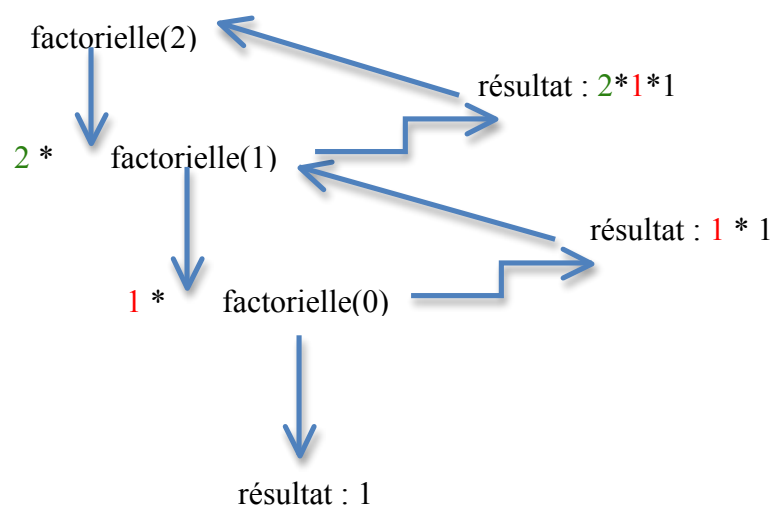 factorielle(2)
résultat : 2*1*1
2 * factorielle(1)
résultat : 1 * 1
1 * factorielle(0)
résultat : 1